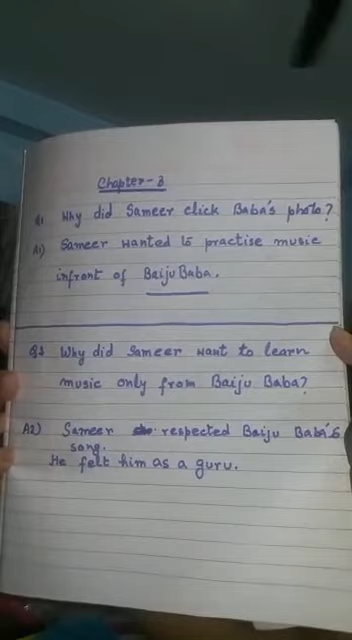 Chapter-3
Q1 Why did Sameer click Baba's photo?
A1) Sameer wanted to practise music
infront of Baiju Baba.
Q2 Why did Sameer want to learn
music only from Baiju Baba?
A2) Sameer respected Baiju Baba's
song.
He felt him as a guru.